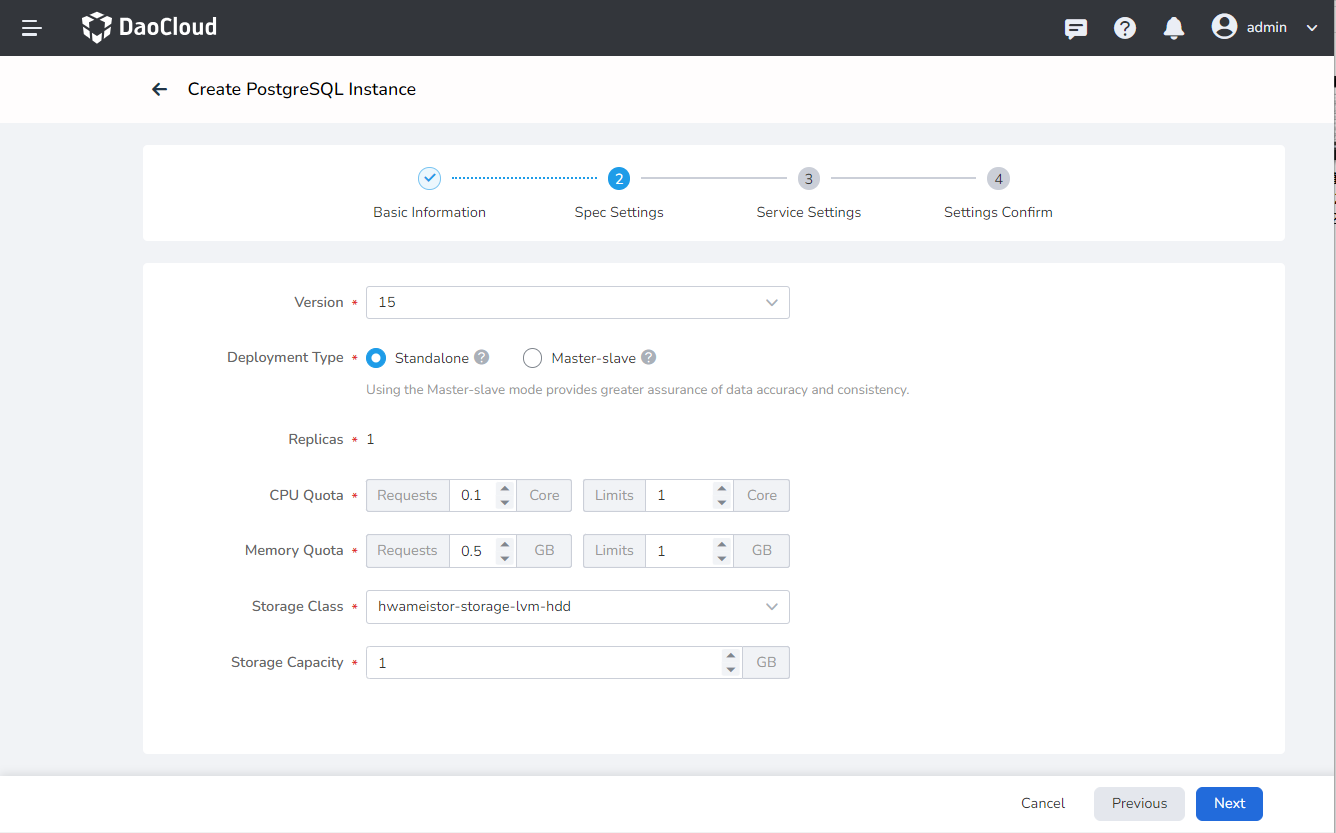 DaoCloud
admin
Create PostgreSQL Instance
2 3 4
Basic Information Spec Settings Service Settings Settings Confirm
Version * 15
Deployment Type * Standalone ? Master-slave ?
Using the Master-slave mode provides greater assurance of data accuracy and consistency.
Replicas * 1
CPU Quota * Requests 0.1 Core Limits 1 Core
Memory Quota * Requests 0.5 GB Limits 1 GB
Storage Class * hwameistor-storage-lvm-hdd
Storage Capacity * 1 GB
Cancel Previous Next